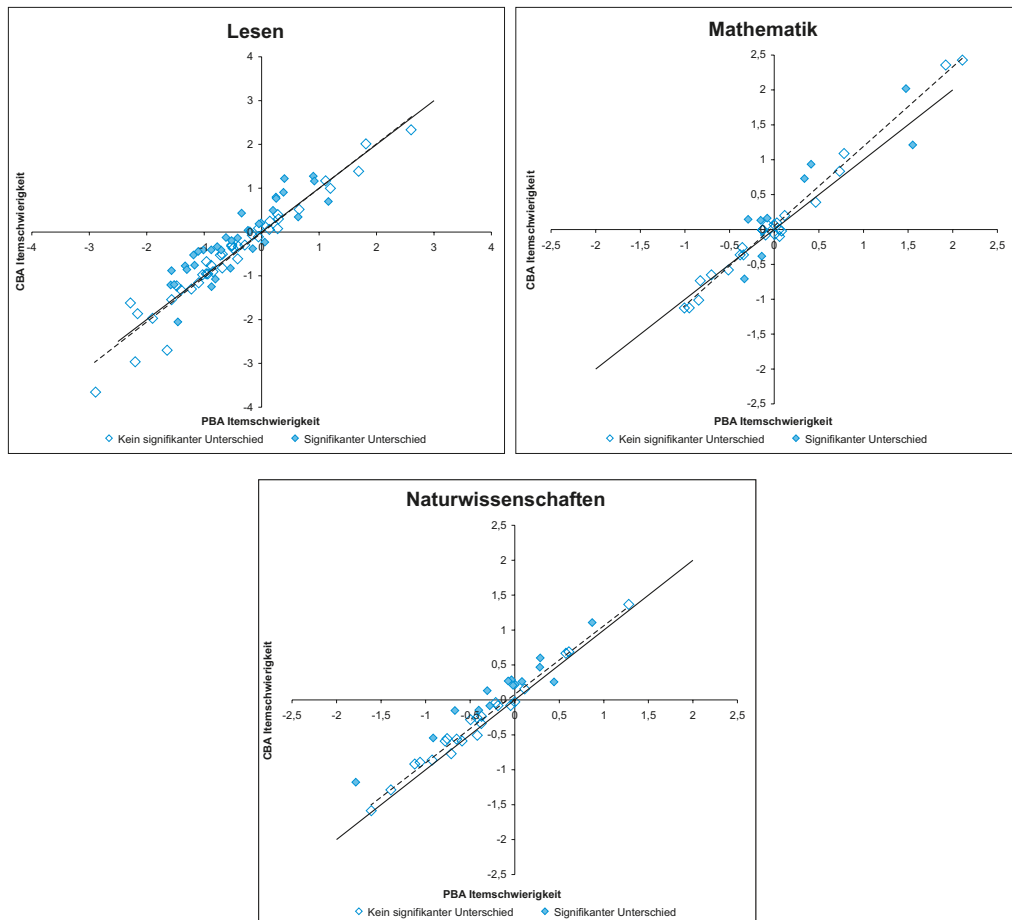 Lesen
4
3
2
1
0
-4 -3 -2 -1 0 1 2 3 4
-1
-2
-3
-4
CBA Itemschwierigkeit
PBA Itemschwierigkeit
Kein signifikanter Unterschied Signifikanter Unterschied
Mathematik
2,5
2
1,5
1
0,5
0
-2,5 -2 -1,5 -1 -0,5 0 0,5 1 1,5 2 2,5
-0,5
-1
-1,5
-2
-2,5
CBA Itemschwierigkeit
PBA Itemschwierigkeit
Kein signifikanter Unterschied Signifikanter Unterschied
Naturwissenschaften
2,5
2
1,5
1
0,5
0
-2,5 -2 -1,5 -1 -0,5 0 0,5 1 1,5 2 2,5
-0,5
-1
-1,5
-2
-2,5
CBA Itemschwierigkeit
PBA Itemschwierigkeit
Kein signifikanter Unterschied Signifikanter Unterschied